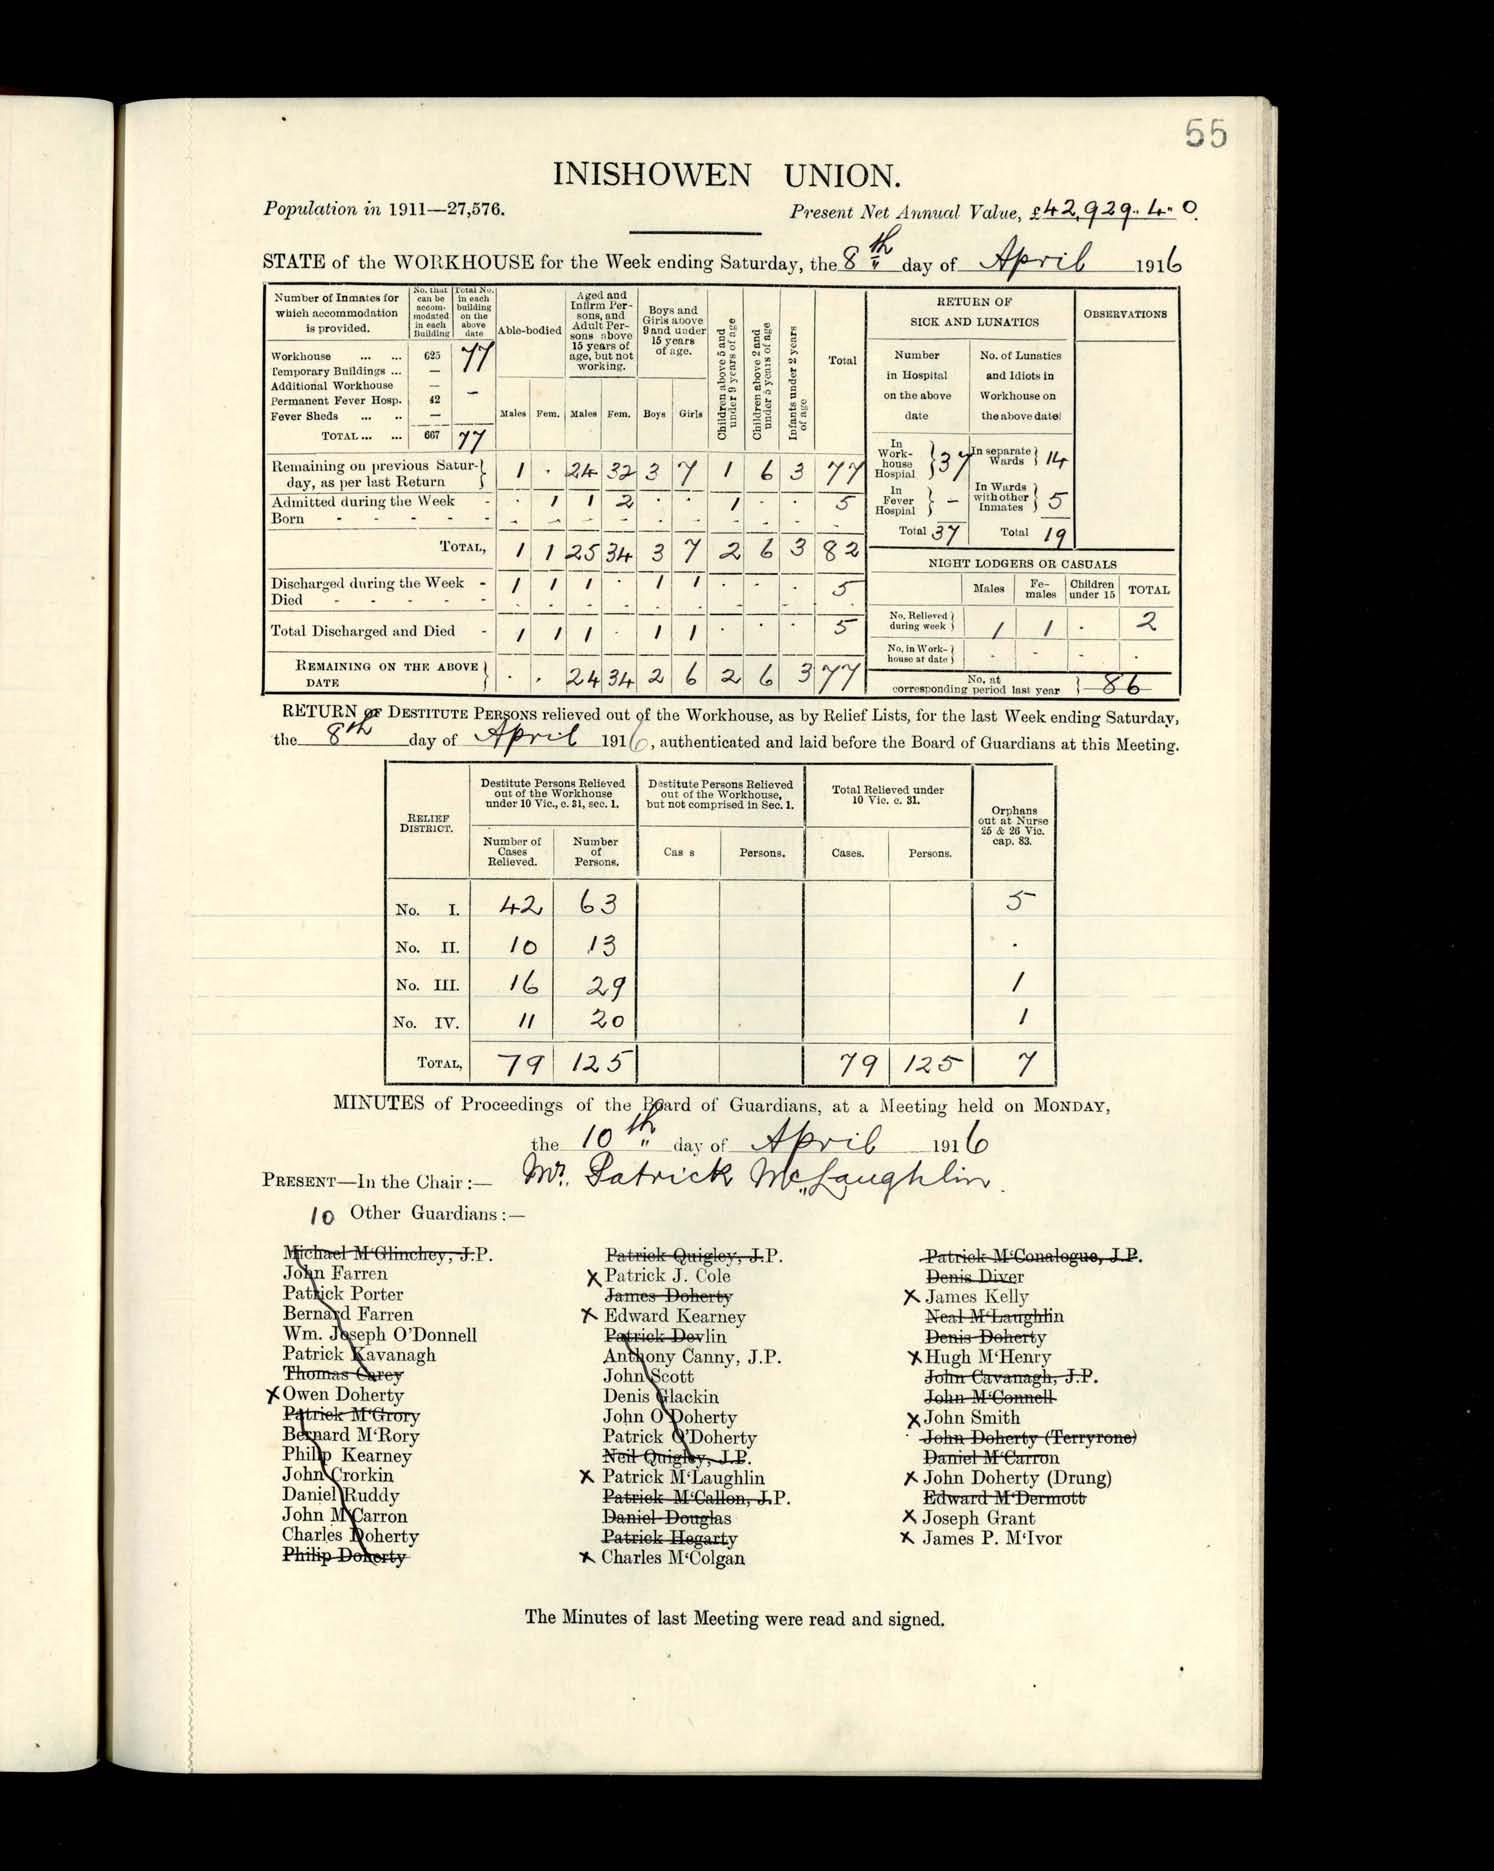 55
INISHOWEN UNION.
Population in 1911—27,576. Present Net Annual Value, £42,929.. 4.. 0.
STATE of the WORKHOUSE for the Week ending Saturday, the 8th day of April 1916
Number of Inmates for which accommodation is provided. | No. that can be accom-modated in each Building | Total No. in each building on the above date | Able-bodied | Aged and Infirm Per-sons, and Adult Per-sons above 15 years of age, but not working. | Boys and Girls above 9 and under 15 years of age. | Children above 5 and under 9 years of age | Children above 2 and under 5 years of age | Infants under 2 years of age | Total
Males Fem. Males Fem. Boys Girls
Workhouse ... ... 625 77
Temporary Buildings ... —
Additional Workhouse —
Permanent Fever Hosp. 42 –
Fever Sheds ... .. —
TOTAL ... ... 667 77
Remaining on previous Satur-day, as per last Return } 1 · 24 32 3 7 1 6 3 77
Admitted during the Week - · 1 1 2 · · 1 · · 5
Born - - - - -
TOTAL, 1 1 25 34 3 7 2 6 3 82
Discharged during the Week - 1 1 1 · 1 1 · · · 5
Died - - - - -
Total Discharged and Died - 1 1 1 · 1 1 · · · 5
REMAINING ON THE ABOVE DATE } · · 24 34 2 6 2 6 3 77
RETURN OF
SICK AND LUNATICS
OBSERVATIONS
Number in Hospital on the above date | No. of Lunatics and Idiots in Workhouse on the above date
In Work-house Hospital } 37 | In separate Wards } 14
In Fever Hospital } – | In Wards with other Inmates } 5
Total 37 | Total 19
NIGHT LODGERS OR CASUALS
Males | Fe-males | Children under 15 | TOTAL
No. Relieved during week } 1 1 · 2
No. in Work-house at date } · - - ·
No. at corresponding period last year } 86
RETURN OF DESTITUTE PERSONS relieved out of the Workhouse, as by Relief Lists, for the last Week ending Saturday,
the 8th day of April 1916, authenticated and laid before the Board of Guardians at this Meeting.
RELIEF DISTRICT. | Destitute Persons Relieved out of the Workhouse under 10 Vic., c. 31, sec. 1. | Destitute Persons Relieved out of the Workhouse, but not comprised in Sec. 1. | Total Relieved under 10 Vic. c. 31. | Orphans out at Nurse 25 & 26 Vic. cap. 83.
Number of Cases Relieved. | Number of Persons. | Cas s | Persons. | Cases. | Persons.
No. I. 42 63 5
No. II. 10 13 ·
No. III. 16 29 1
No. IV. 11 20 1
TOTAL, 79 125 79 125 7
MINUTES of Proceedings of the Board of Guardians, at a Meeting held on MONDAY,
the 10th day of April 1916
PRESENT—In the Chair :— Mr. Patrick McLaughlin.
10 Other Guardians :—
Michael M‘Glinchey, J.P.
John Farren
Patrick Porter
Bernard Farren
Wm. Joseph O'Donnell
Patrick Kavanagh
Thomas Carey
X Owen Doherty
Patrick M‘Grory
Bernard M‘Rory
Philip Kearney
John Crorkin
Daniel Ruddy
John M‘Carron
Charles Doherty
Philip Doherty
Patrick Quigley, J.P.
X Patrick J. Cole
James Doherty
X Edward Kearney
Patrick Devlin
Anthony Canny, J.P.
John Scott
Denis Glackin
John O'Doherty
Patrick O'Doherty
Neil Quigley, J.P.
X Patrick M‘Laughlin
Patrick M‘Callon, J.P.
Daniel Douglas
Patrick Hegarty
X Charles M‘Colgan
Patrick M‘Conalogue, J.P.
Denis Diver
X James Kelly
Neal M‘Laughlin
Denis Doherty
X Hugh M‘Henry
John Cavanagh, J.P.
John M‘Connell
X John Smith
John Doherty (Terryrone)
Daniel M‘Carron
X John Doherty (Drung)
Edward M‘Dermott
X Joseph Grant
X James P. M‘Ivor
The Minutes of last Meeting were read and signed.